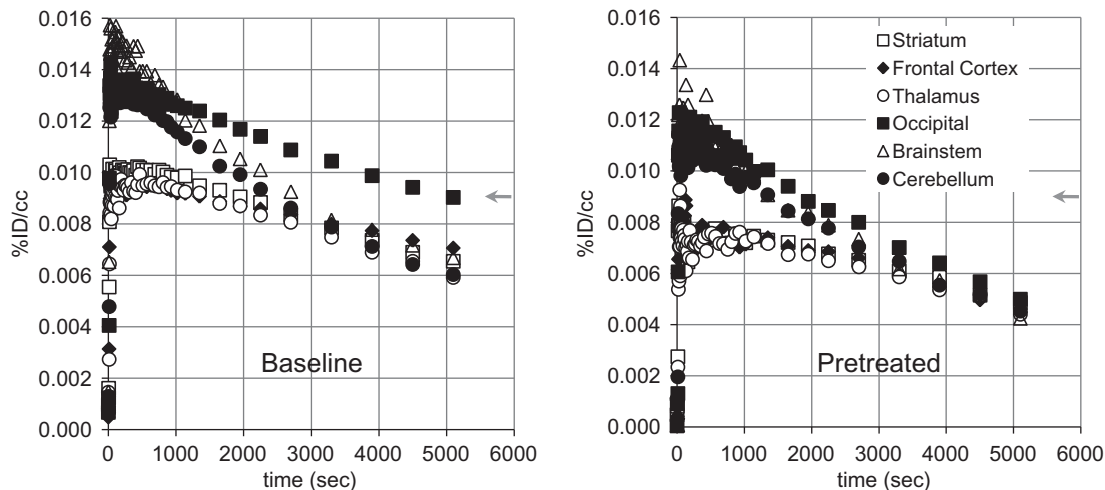 %ID/cc
0.016
0.014
0.012
0.010
0.008
0.006
0.004
0.002
0.000
Baseline
0 1000 2000 3000 4000 5000 6000
time (sec)
%ID/cc
0.016
0.014
0.012
0.010
0.008
0.006
0.004
0.002
0.000
Striatum
Frontal Cortex
Thalamus
Occipital
Brainstem
Cerebellum
Pretreated
0 1000 2000 3000 4000 5000 6000
time (sec)